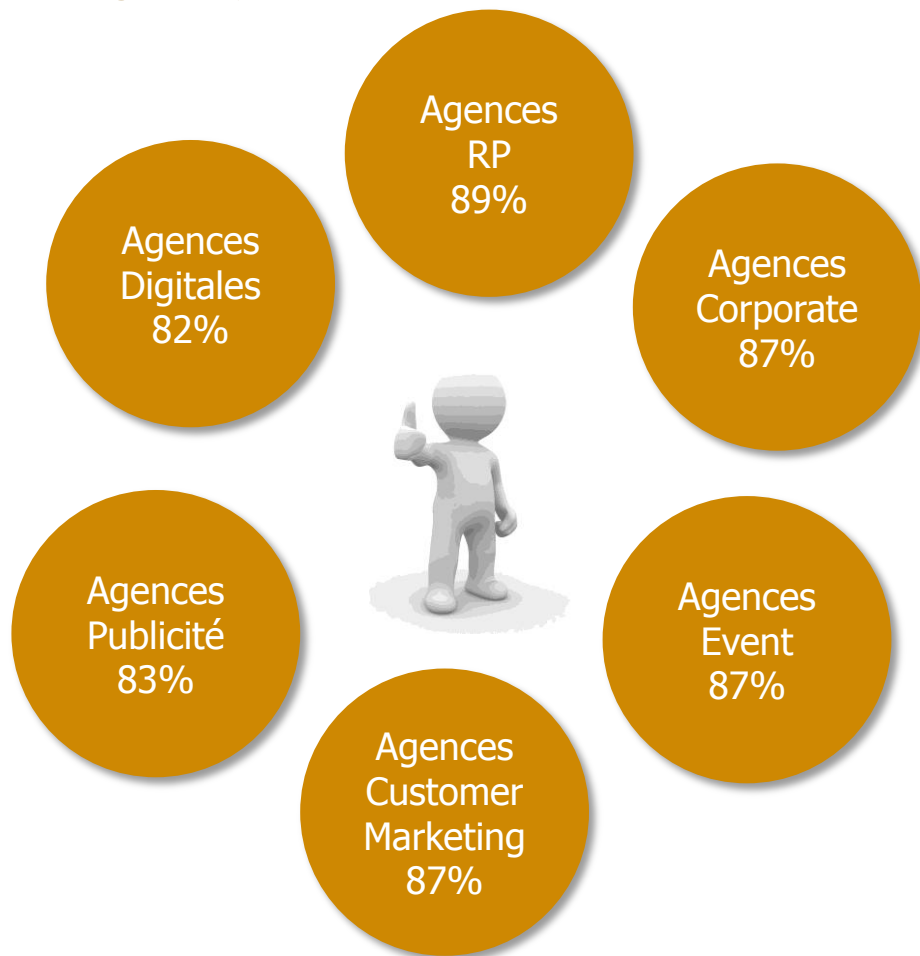 Agences
RP
89%
Agences
Corporate
87%
Agences
Event
87%
Agences
Customer
Marketing
87%
Agences
Publicité
83%
Agences
Digitales
82%